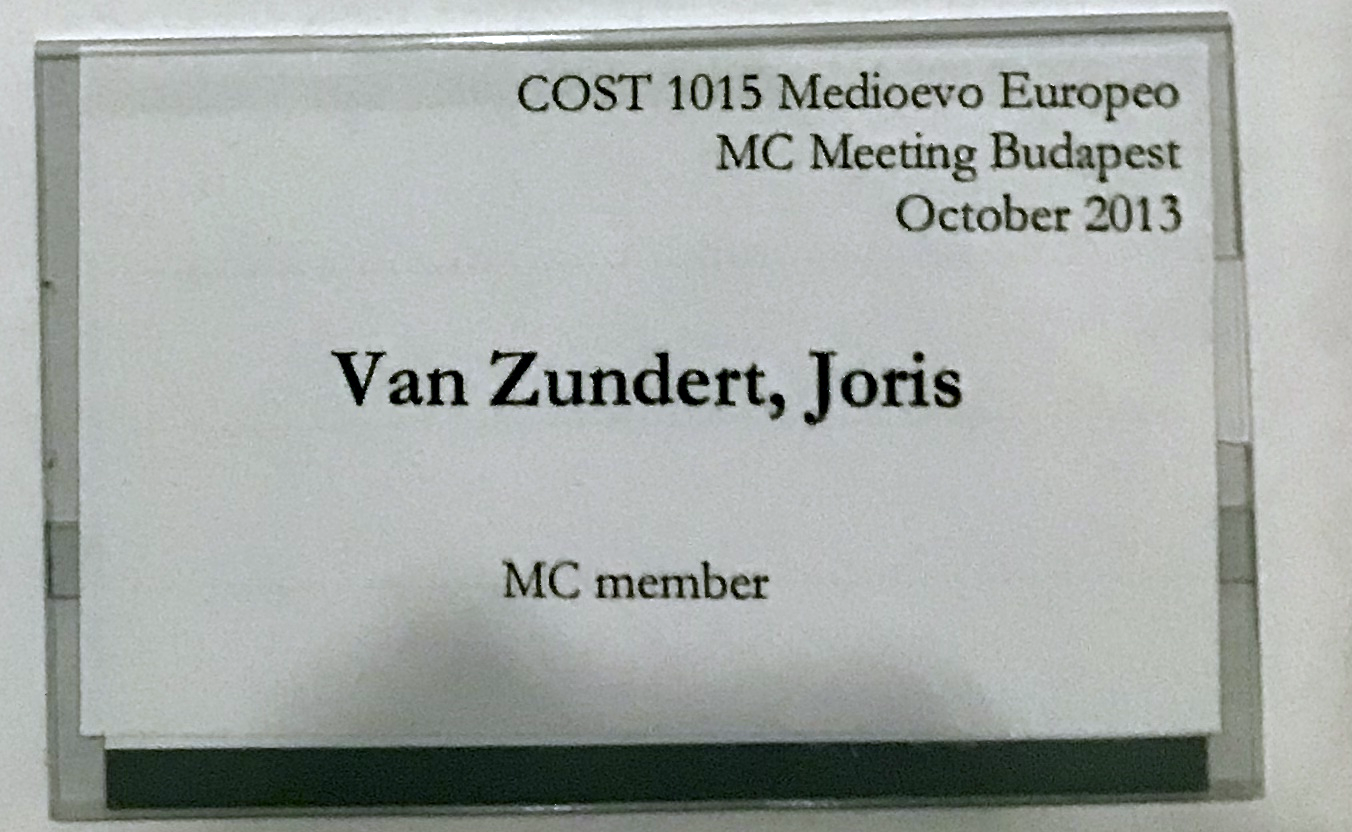 COST 1015 Medioevo Europeo
MC Meeting Budapest
October 2013
Van Zundert, Joris
MC member